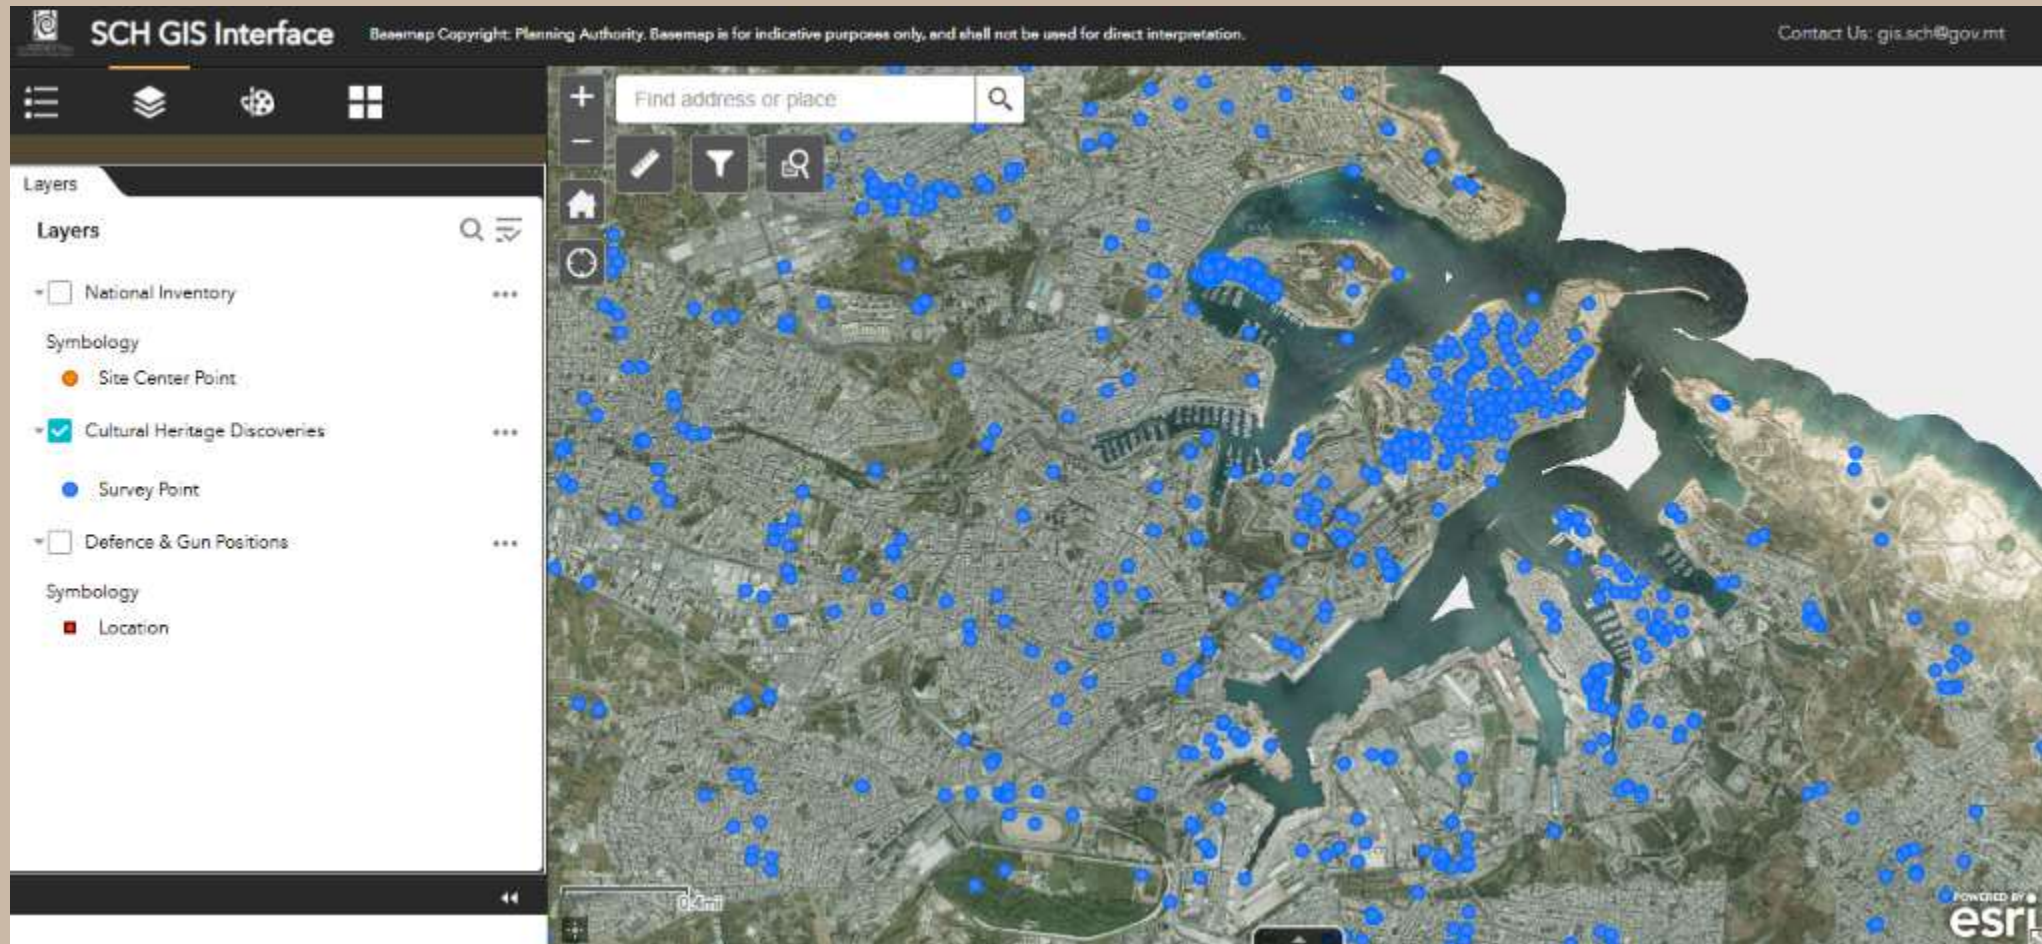 SCH GIS Interface
Basemap Copyright: Planning Authority. Basemap is for indicative purposes only, and shall not be used for direct interpretation.
Contact Us: gis.sch@gov.mt
Find address or place
Layers
Layers
National Inventory
Symbology
Site Center Point
Cultural Heritage Discoveries
Survey Point
Defence & Gun Positions
Symbology
Location
0.4mi
POWERED BY
esri